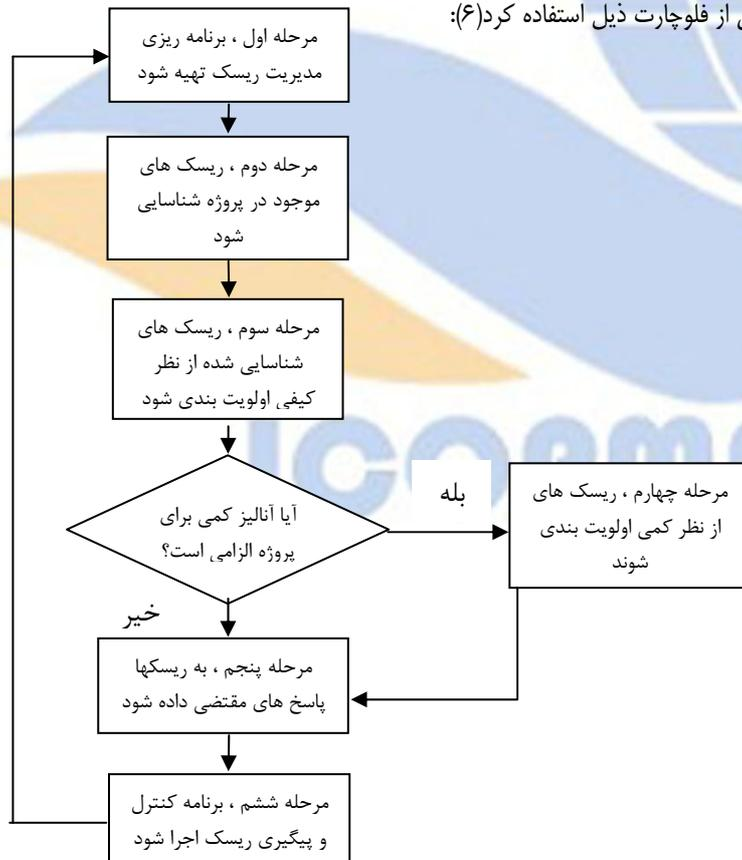 از فلوچارت ذیل استفاده کرد(۶):
مرحله اول ، برنامه ریزی
مدیریت ریسک تهیه شود
مرحله دوم ، ریسک های
موجود در پروژه شناسایی
شود
مرحله سوم ، ریسک های
شناسایی شده از نظر
کیفی اولویت بندی شود
آیا آنالیز کمی برای
پروژه الزامی است؟
بله
مرحله چهارم ، ریسک های
از نظر کمی اولویت بندی
شوند
خیر
مرحله پنجم ، به ریسکها
پاسخ های مقتضی داده شود
مرحله ششم ، برنامه کنترل
و پیگیری ریسک اجرا شود